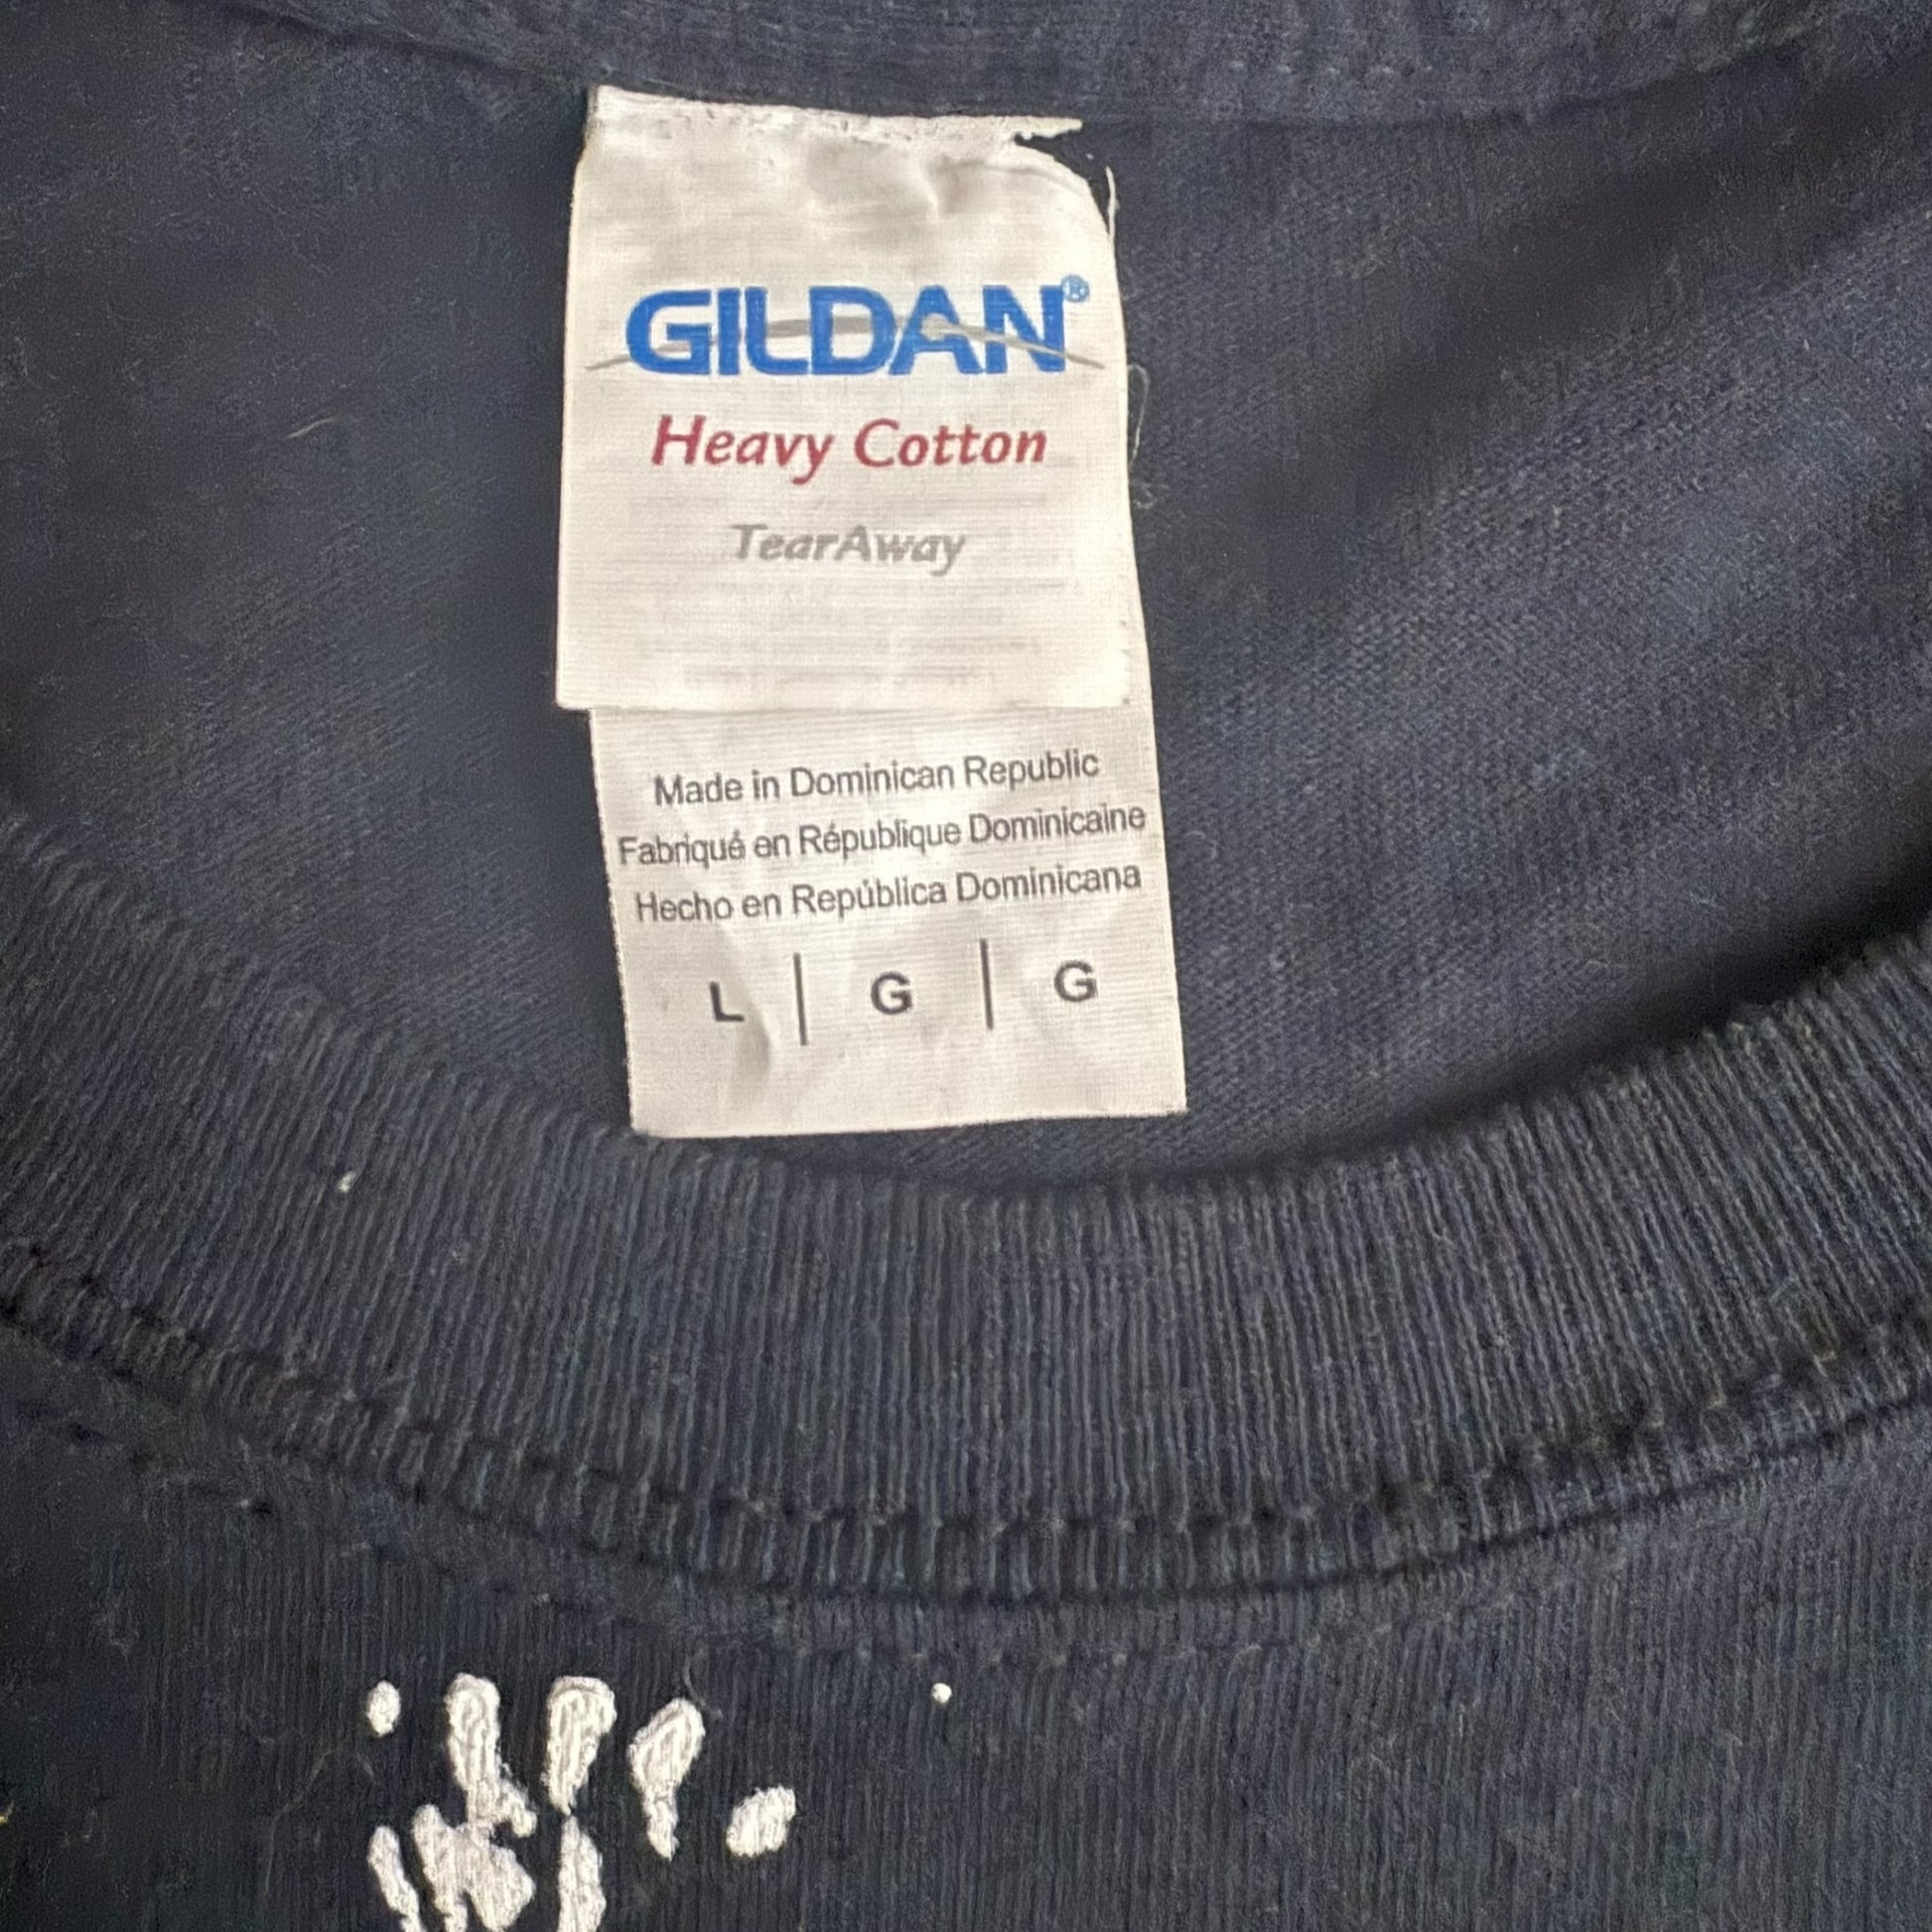 GILDAN®
Heavy Cotton
TearAway
Made in Dominican Republic
Fabriqué en République Dominicaine
Hecho en República Dominicana
L | G | G